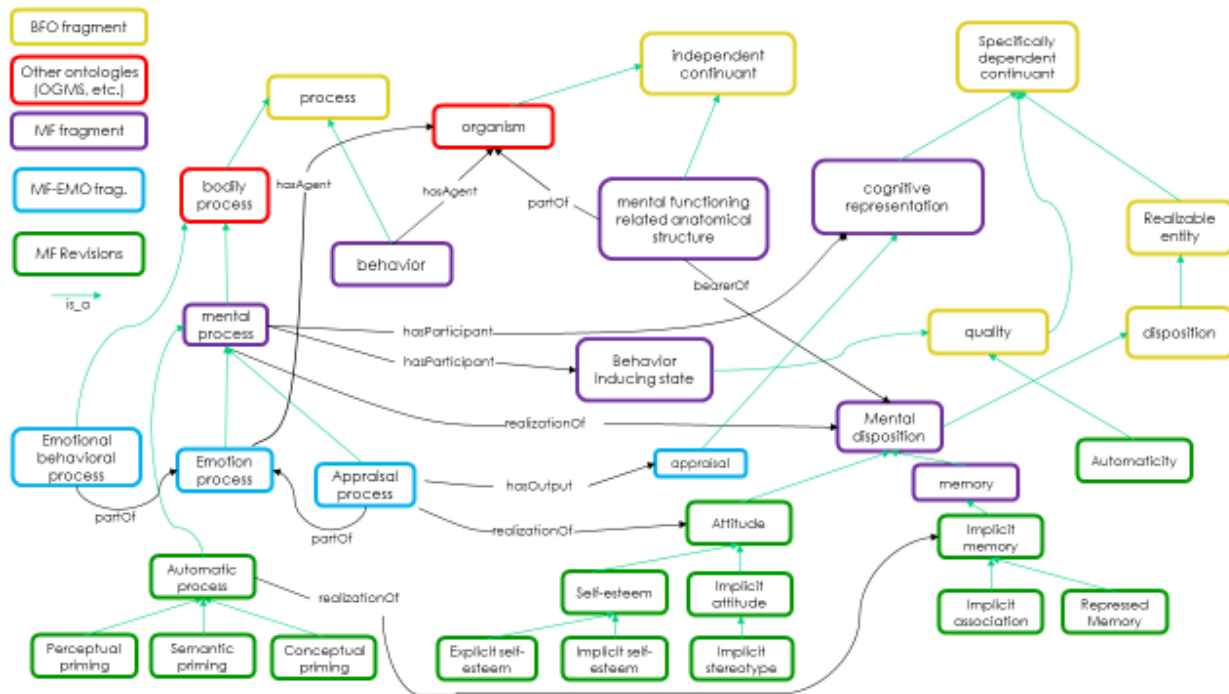 BFO fragment
Other ontologies
(OGMS, etc.)
MF fragment
MF-EMO frag.
MF Revisions
is_a
process
organism
independent
continuant
Specifically
dependent
continuant
bodily
process
hasAgent
hasAgent
partOf
behavior
mental functioning
related anatomical
structure
cognitive
representation
Realizable
entity
bearerOf
mental
process
hasParticipant
hasParticipant
Behavior
inducing state
quality
disposition
realizationOf
Mental
disposition
Emotional
behavioral
process
Emotion
process
Appraisal
process
hasOutput
appraisal
Automaticity
memory
partOf
partOf
realizationOf
Attitude
Implicit
memory
Automatic
process
realizationOf
Self-esteem
Implicit
attitude
Implicit
association
Repressed
Memory
Perceptual
priming
Semantic
priming
Conceptual
priming
Explicit self-
esteem
Implicit self-
esteem
Implicit
stereotype